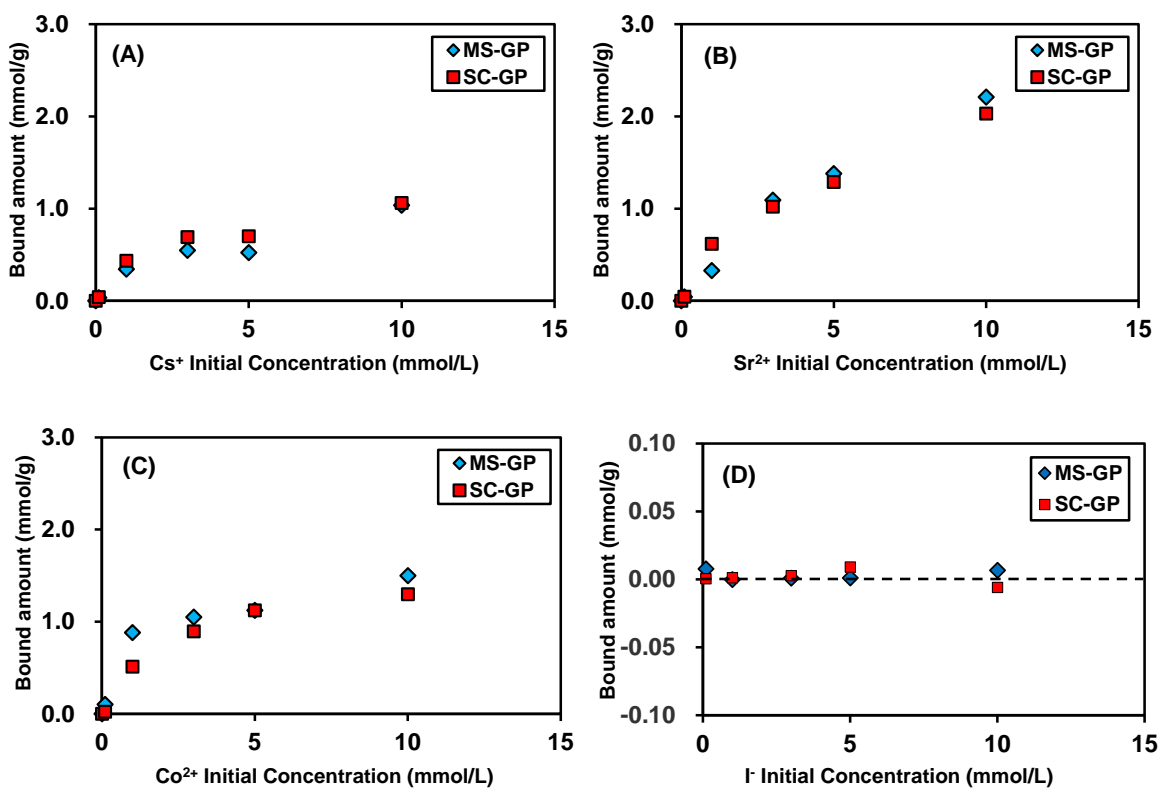 (A)
MS-GP
SC-GP
3.0
2.0
1.0
0.0
0
5
10
15
Bound amount (mmol/g)
Cs⁺ Initial Concentration (mmol/L)
(B)
MS-GP
SC-GP
3.0
2.0
1.0
0.0
0
5
10
15
Bound amount (mmol/g)
Sr²⁺ Initial Concentration (mmol/L)
(C)
MS-GP
SC-GP
3.0
2.0
1.0
0.0
0
5
10
15
Bound amount (mmol/g)
Co²⁺ Initial Concentration (mmol/L)
(D)
MS-GP
SC-GP
0.10
0.05
0.00
-0.05
-0.10
0
5
10
15
Bound amount (mmol/g)
I⁻ Initial Concentration (mmol/L)